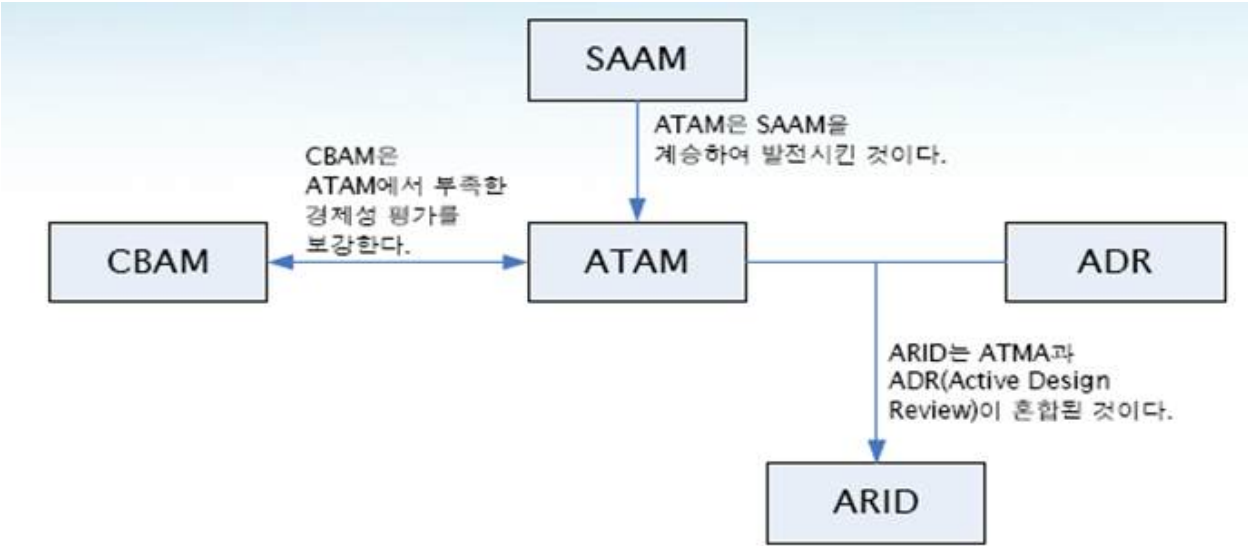 SAAM
ATAM은 SAAM을
계승하여 발전시킨 것이다.
CBAM은
ATAM에서 부족한
경제성 평가를
보강한다.
CBAM
ATAM
ADR
ARID는 ATMA과
ADR(Active Design
Review)이 혼합될 것이다.
ARID